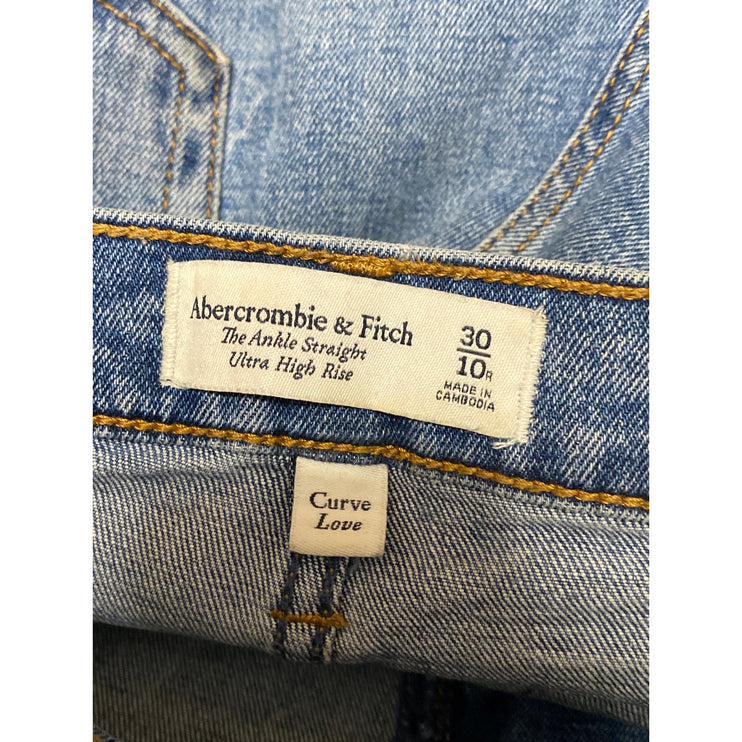 Abercrombie & Fitch
The Ankle Straight
Ultra High Rise
30
10R
MADE IN
CAMBODIA
Curve
Love